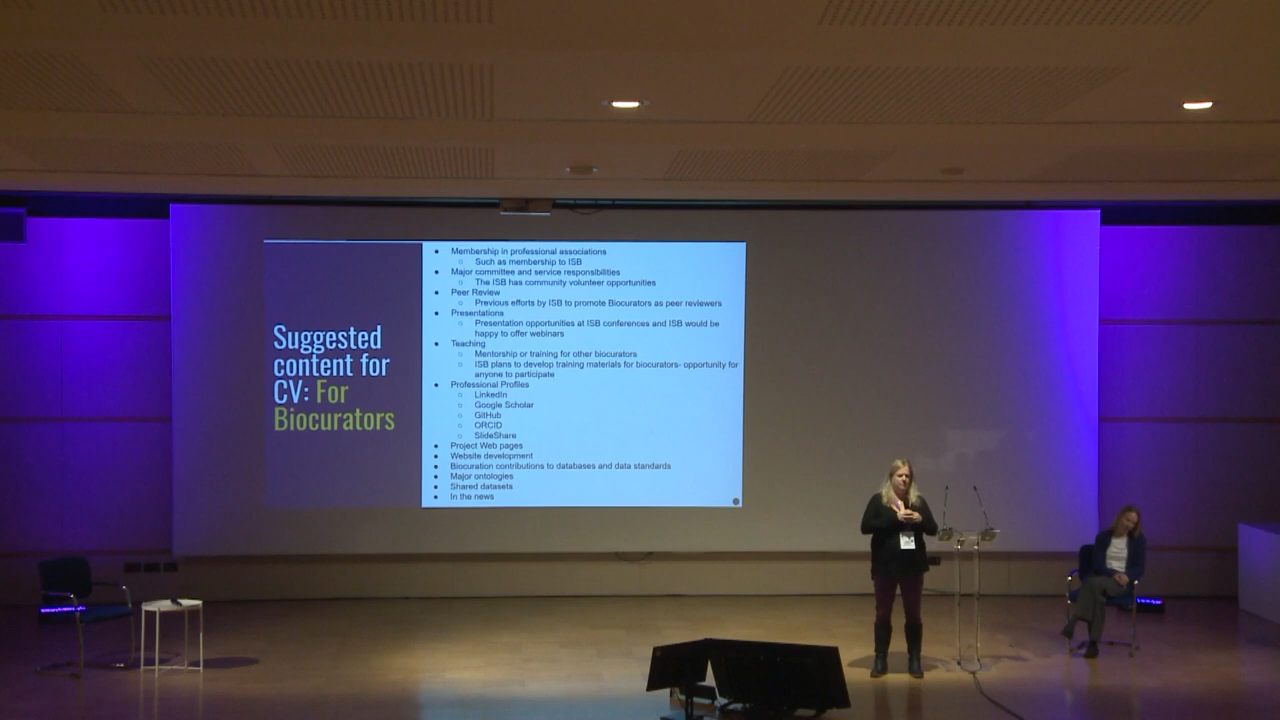 Suggested
content for
CV: For
Biocurators
● Membership in professional associations
○ Such as membership to ISB
● Major committee and service responsibilities
○ The ISB has community volunteer opportunities
● Peer Review
○ Previous efforts by ISB to promote Biocurators as peer reviewers
● Presentations
○ Presentation opportunities at ISB conferences and ISB would be
happy to offer webinars
● Teaching
○ Mentorship or training for other biocurators
○ ISB plans to develop training materials for biocurators- opportunity for
anyone to participate
● Professional Profiles
○ LinkedIn
○ Google Scholar
○ GitHub
○ ORCID
○ SlideShare
● Project Web pages
● Website development
● Biocuration contributions to databases and data standards
● Major ontologies
● Shared datasets
● In the news